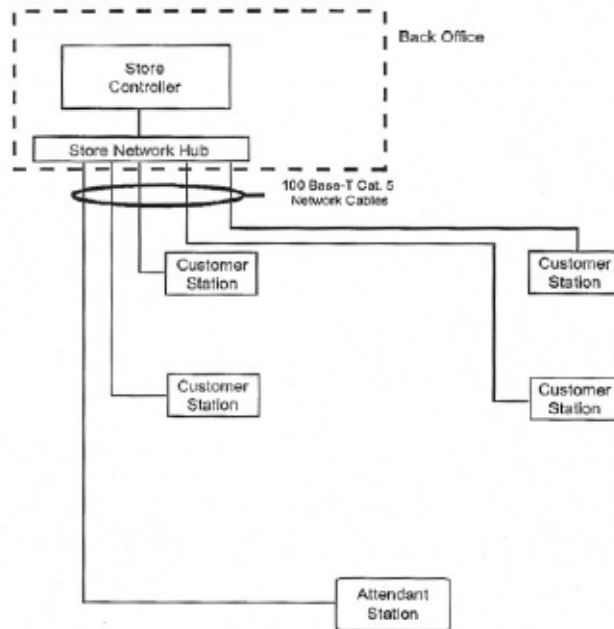 Back Office
Store
Controller
Store Network Hub
100 Base-T Cat. 5
Network Cables
Customer
Station
Customer
Station
Customer
Station
Customer
Station
Attendant
Station